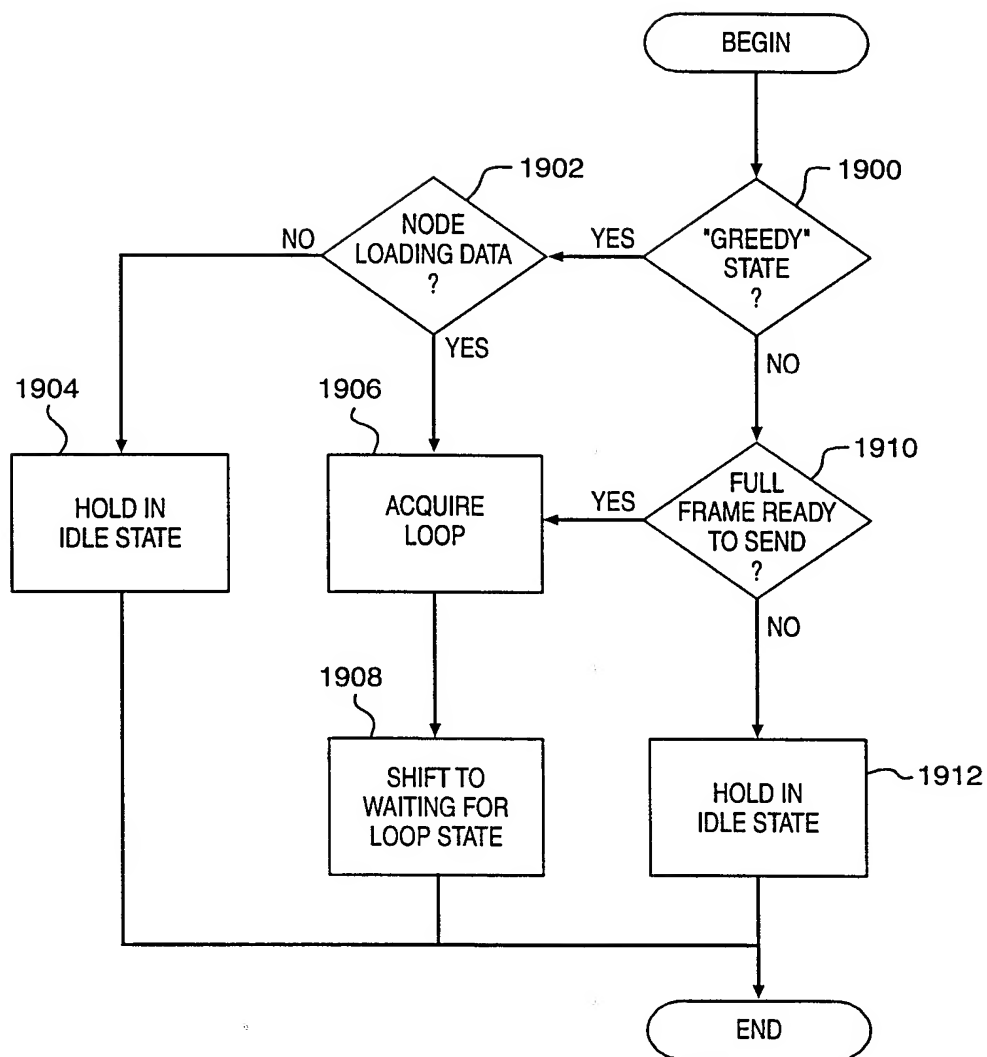 BEGIN
1902
1900
NODE
LOADING DATA
?
NO
YES
"GREEDY"
STATE
?
YES
NO
1904
1906
1910
HOLD IN
IDLE STATE
ACQUIRE
LOOP
YES
FULL
FRAME READY
TO SEND
?
NO
1908
SHIFT TO
WAITING FOR
LOOP STATE
HOLD IN
IDLE STATE
1912
END